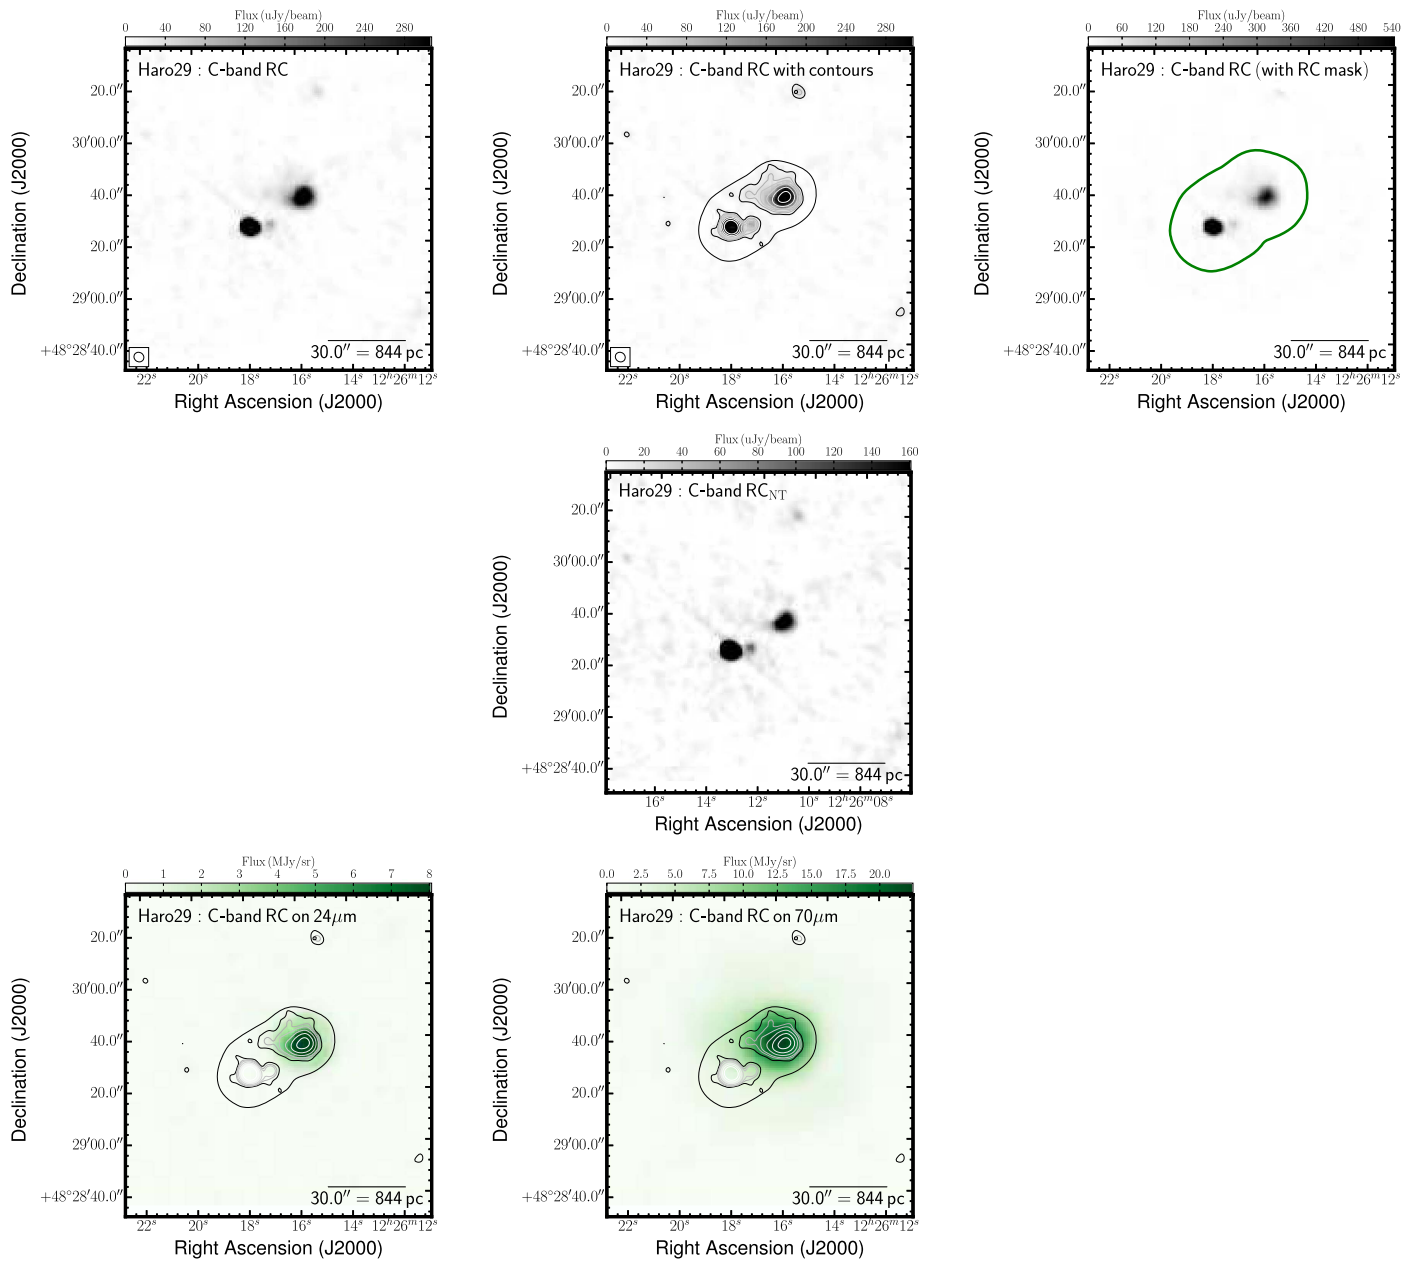 Flux (uJy/beam)
0 40 80 120 160 200 240 280
Haro29 : C-band RC
20.0″
30′00.0″
40.0″
20.0″
29′00.0″
+48°28′40.0″
Declination (J2000)
30.0″ = 844 pc
22ˢ 20ˢ 18ˢ 16ˢ 14ˢ 12ʰ26ᵐ12ˢ
Right Ascension (J2000)
Flux (uJy/beam)
0 40 80 120 160 200 240 280
Haro29 : C-band RC with contours
20.0″
30′00.0″
40.0″
20.0″
29′00.0″
+48°28′40.0″
Declination (J2000)
30.0″ = 844 pc
22ˢ 20ˢ 18ˢ 16ˢ 14ˢ 12ʰ26ᵐ12ˢ
Right Ascension (J2000)
Flux (uJy/beam)
0 60 120 180 240 300 360 420 480 540
Haro29 : C-band RC (with RC mask)
20.0″
30′00.0″
40.0″
20.0″
29′00.0″
+48°28′40.0″
Declination (J2000)
30.0″ = 844 pc
22ˢ 20ˢ 18ˢ 16ˢ 14ˢ 12ʰ26ᵐ12ˢ
Right Ascension (J2000)
Flux (uJy/beam)
0 20 40 60 80 100 120 140 160
Haro29 : C-band RC_NT
20.0″
30′00.0″
40.0″
20.0″
29′00.0″
+48°28′40.0″
Declination (J2000)
30.0″ = 844 pc
16ˢ 14ˢ 12ˢ 10ˢ 12ʰ26ᵐ08ˢ
Right Ascension (J2000)
Flux (MJy/sr)
0 1 2 3 4 5 6 7 8
Haro29 : C-band RC on 24μm
20.0″
30′00.0″
40.0″
20.0″
29′00.0″
+48°28′40.0″
Declination (J2000)
30.0″ = 844 pc
22ˢ 20ˢ 18ˢ 16ˢ 14ˢ 12ʰ26ᵐ12ˢ
Right Ascension (J2000)
Flux (MJy/sr)
0.0 2.5 5.0 7.5 10.0 12.5 15.0 17.5 20.0
Haro29 : C-band RC on 70μm
20.0″
30′00.0″
40.0″
20.0″
29′00.0″
+48°28′40.0″
Declination (J2000)
30.0″ = 844 pc
22ˢ 20ˢ 18ˢ 16ˢ 14ˢ 12ʰ26ᵐ12ˢ
Right Ascension (J2000)